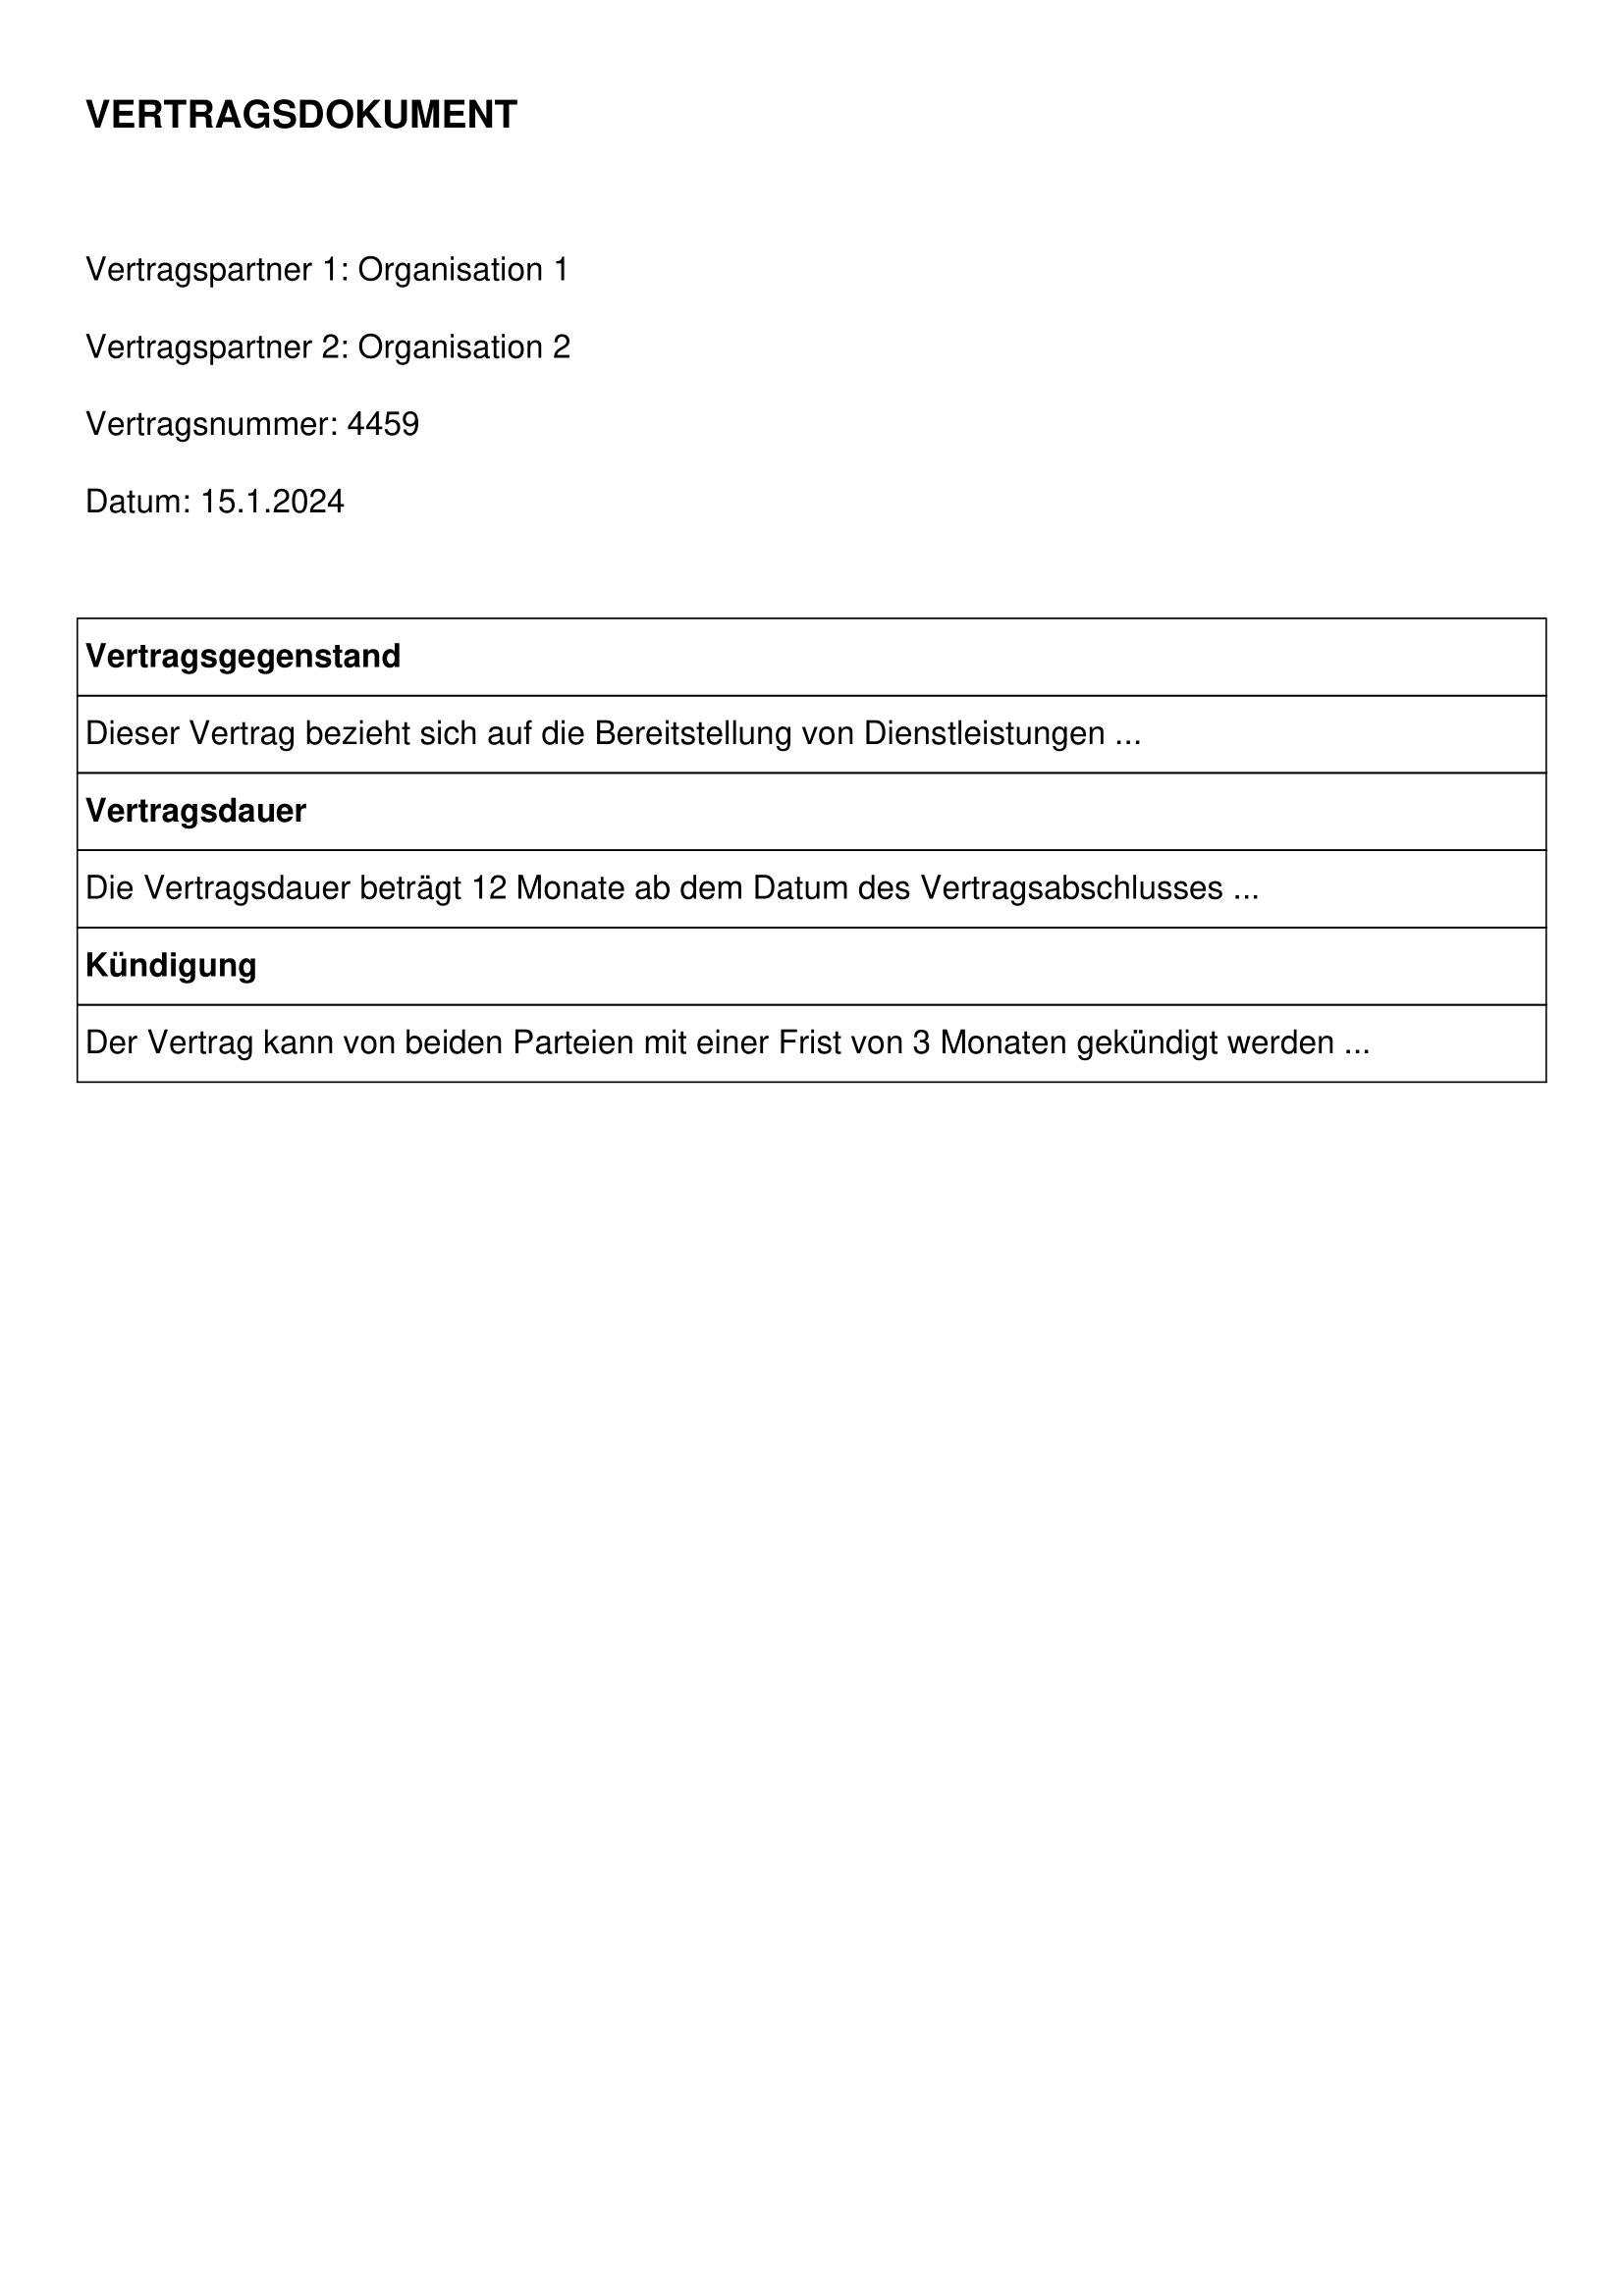 VERTRAGSDOKUMENT
Vertragspartner 1: Organisation 1
Vertragspartner 2: Organisation 2
Vertragsnummer: 4459
Datum: 15.1.2024
Vertragsgegenstand
Dieser Vertrag bezieht sich auf die Bereitstellung von Dienstleistungen ...
Vertragsdauer
Die Vertragsdauer beträgt 12 Monate ab dem Datum des Vertragsabschlusses ...
Kündigung
Der Vertrag kann von beiden Parteien mit einer Frist von 3 Monaten gekündigt werden ...